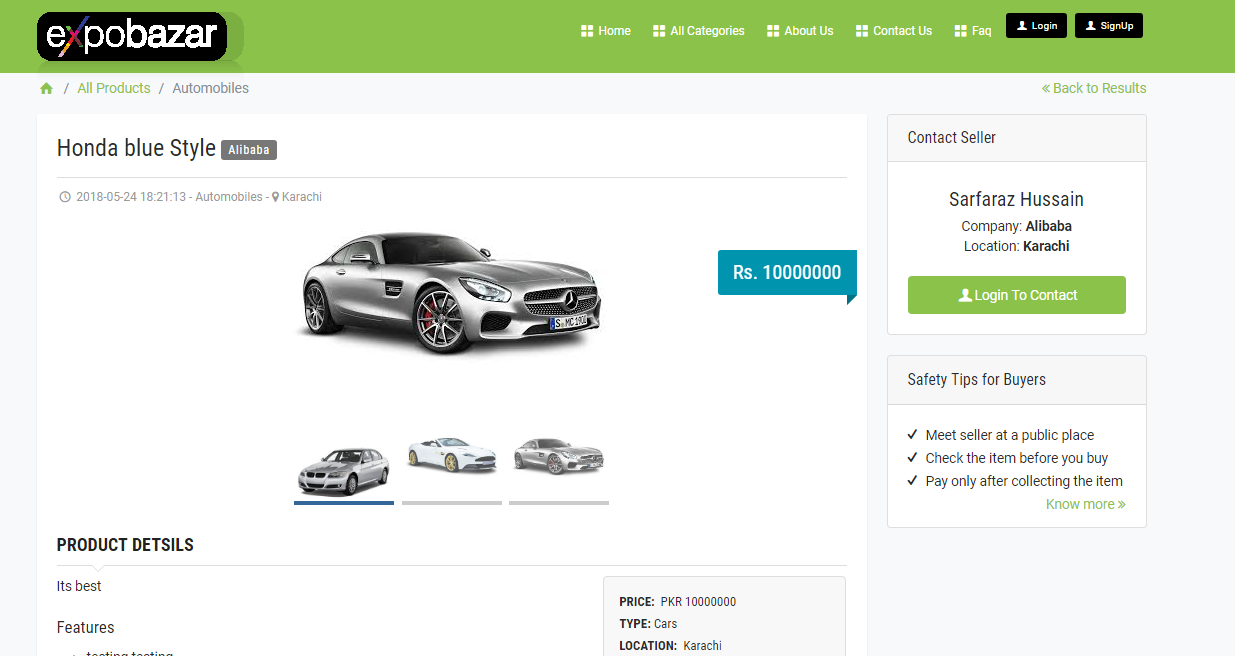 expobazar
Home All Categories About Us Contact Us Faq Login SignUp
/ All Products / Automobiles
« Back to Results
Honda blue Style Alibaba
2018-05-24 18:21:13 - Automobiles - Karachi
Rs. 10000000
S MC 190
PRODUCT DETSILS
Its best
Features
testing testing
PRICE: PKR 10000000
TYPE: Cars
LOCATION: Karachi
Contact Seller
Sarfaraz Hussain
Company: Alibaba
Location: Karachi
Login To Contact
Safety Tips for Buyers
✓ Meet seller at a public place
✓ Check the item before you buy
✓ Pay only after collecting the item
Know more »